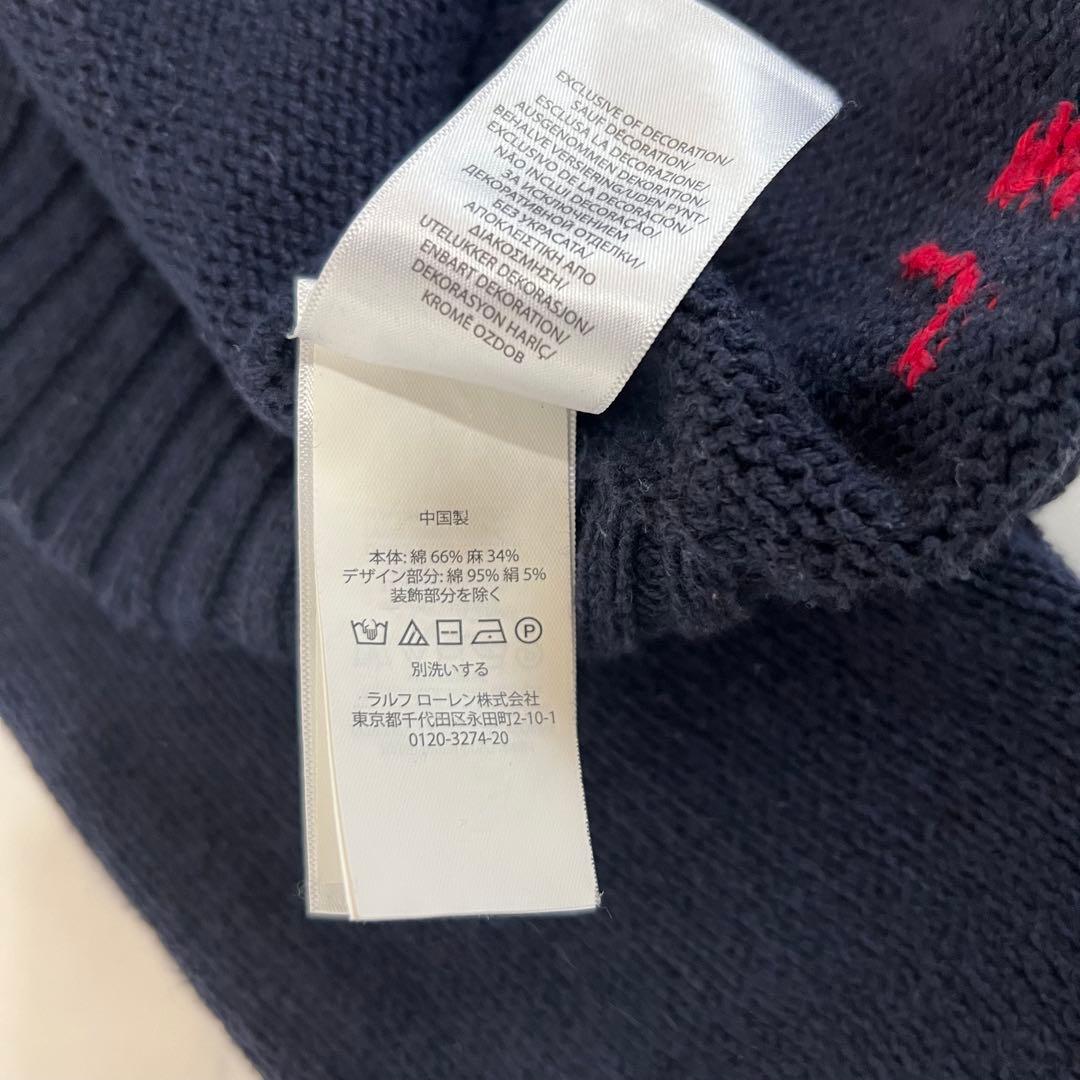 EXCLUSIVE OF DECORATION/
SAUF DÉCORATION/
ESCLUSA LA DECORAZIONE/
AUSGENOMMEN DEKORATION/
BEHALVE VERSIERING/UDEN PYNT/
EXCLUSIVO DE LA DECORACIÓN/
NÃO INCLUI DECORAÇÃO/
ЗА ИСКЛЮЧЕНИЕМ
ДЕКОРАТИВНОЙ ОТДЕЛКИ/
БЕЗ УКРАСАТА/
ΑΠΟΚΛΕΙΣΤΙΚΗ ΑΠΟ
ΔΙΑΚΟΣΜΗΣΗ/
UTELUKKER DEKORASJON/
ENBART DEKORATION/
DEKORASYON HARİÇ/
KROMĚ OZDOB
中国製
本体: 綿 66% 麻 34%
デザイン部分: 綿 95% 絹 5%
装飾部分を除く
P
別洗いする
ラルフ ローレン株式会社
東京都千代田区永田町2-10-1
0120-3274-20